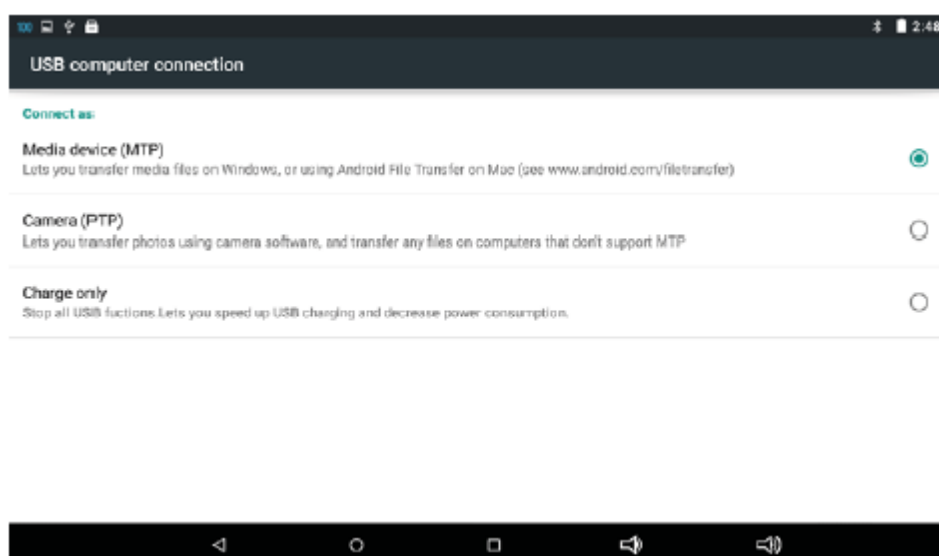 100 2:48
USB computer connection
Connect as:
Media device (MTP)
Lets you transfer media files on Windows, or using Android File Transfer on Mac (see www.android.com/filetransfer)
Camera (PTP)
Lets you transfer photos using camera software, and transfer any files on computers that don't support MTP
Charge only
Stop all USB fuctions.Lets you speed up USB charging and decrease power consumption.